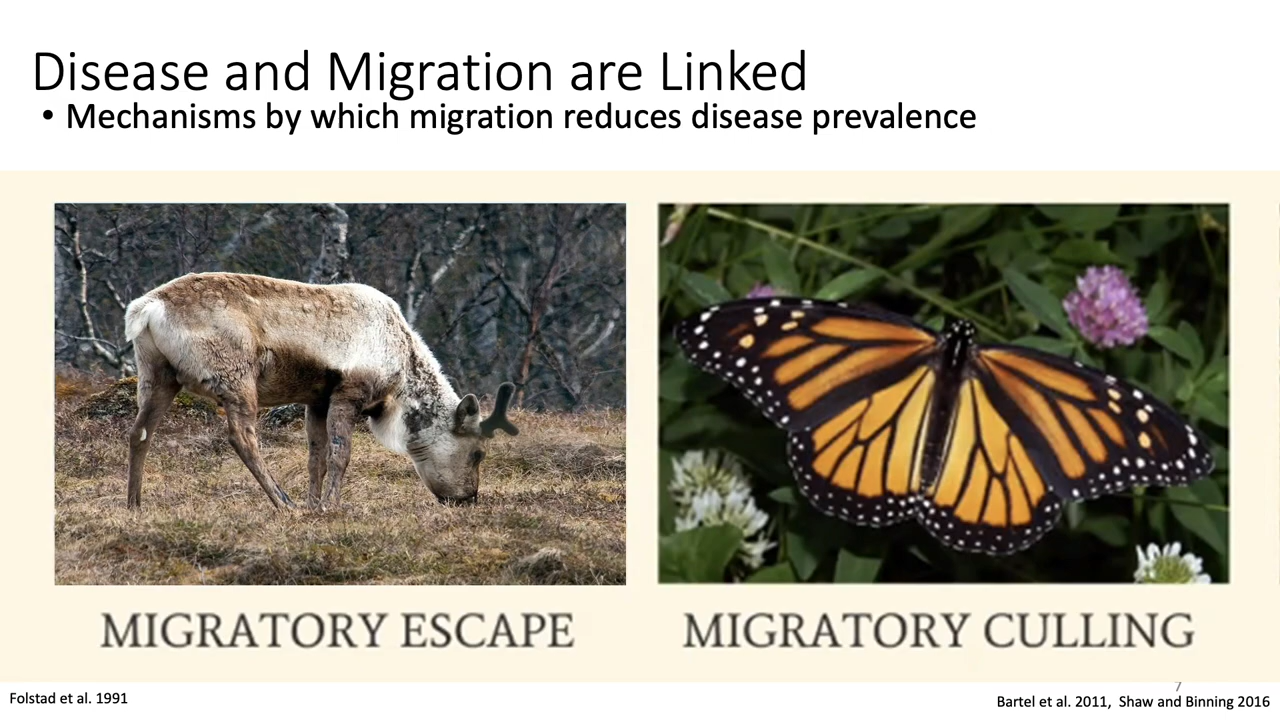 Disease and Migration are Linked
• Mechanisms by which migration reduces disease prevalence
MIGRATORY ESCAPE
MIGRATORY CULLING
7
Folstad et al. 1991
Bartel et al. 2011, Shaw and Binning 2016